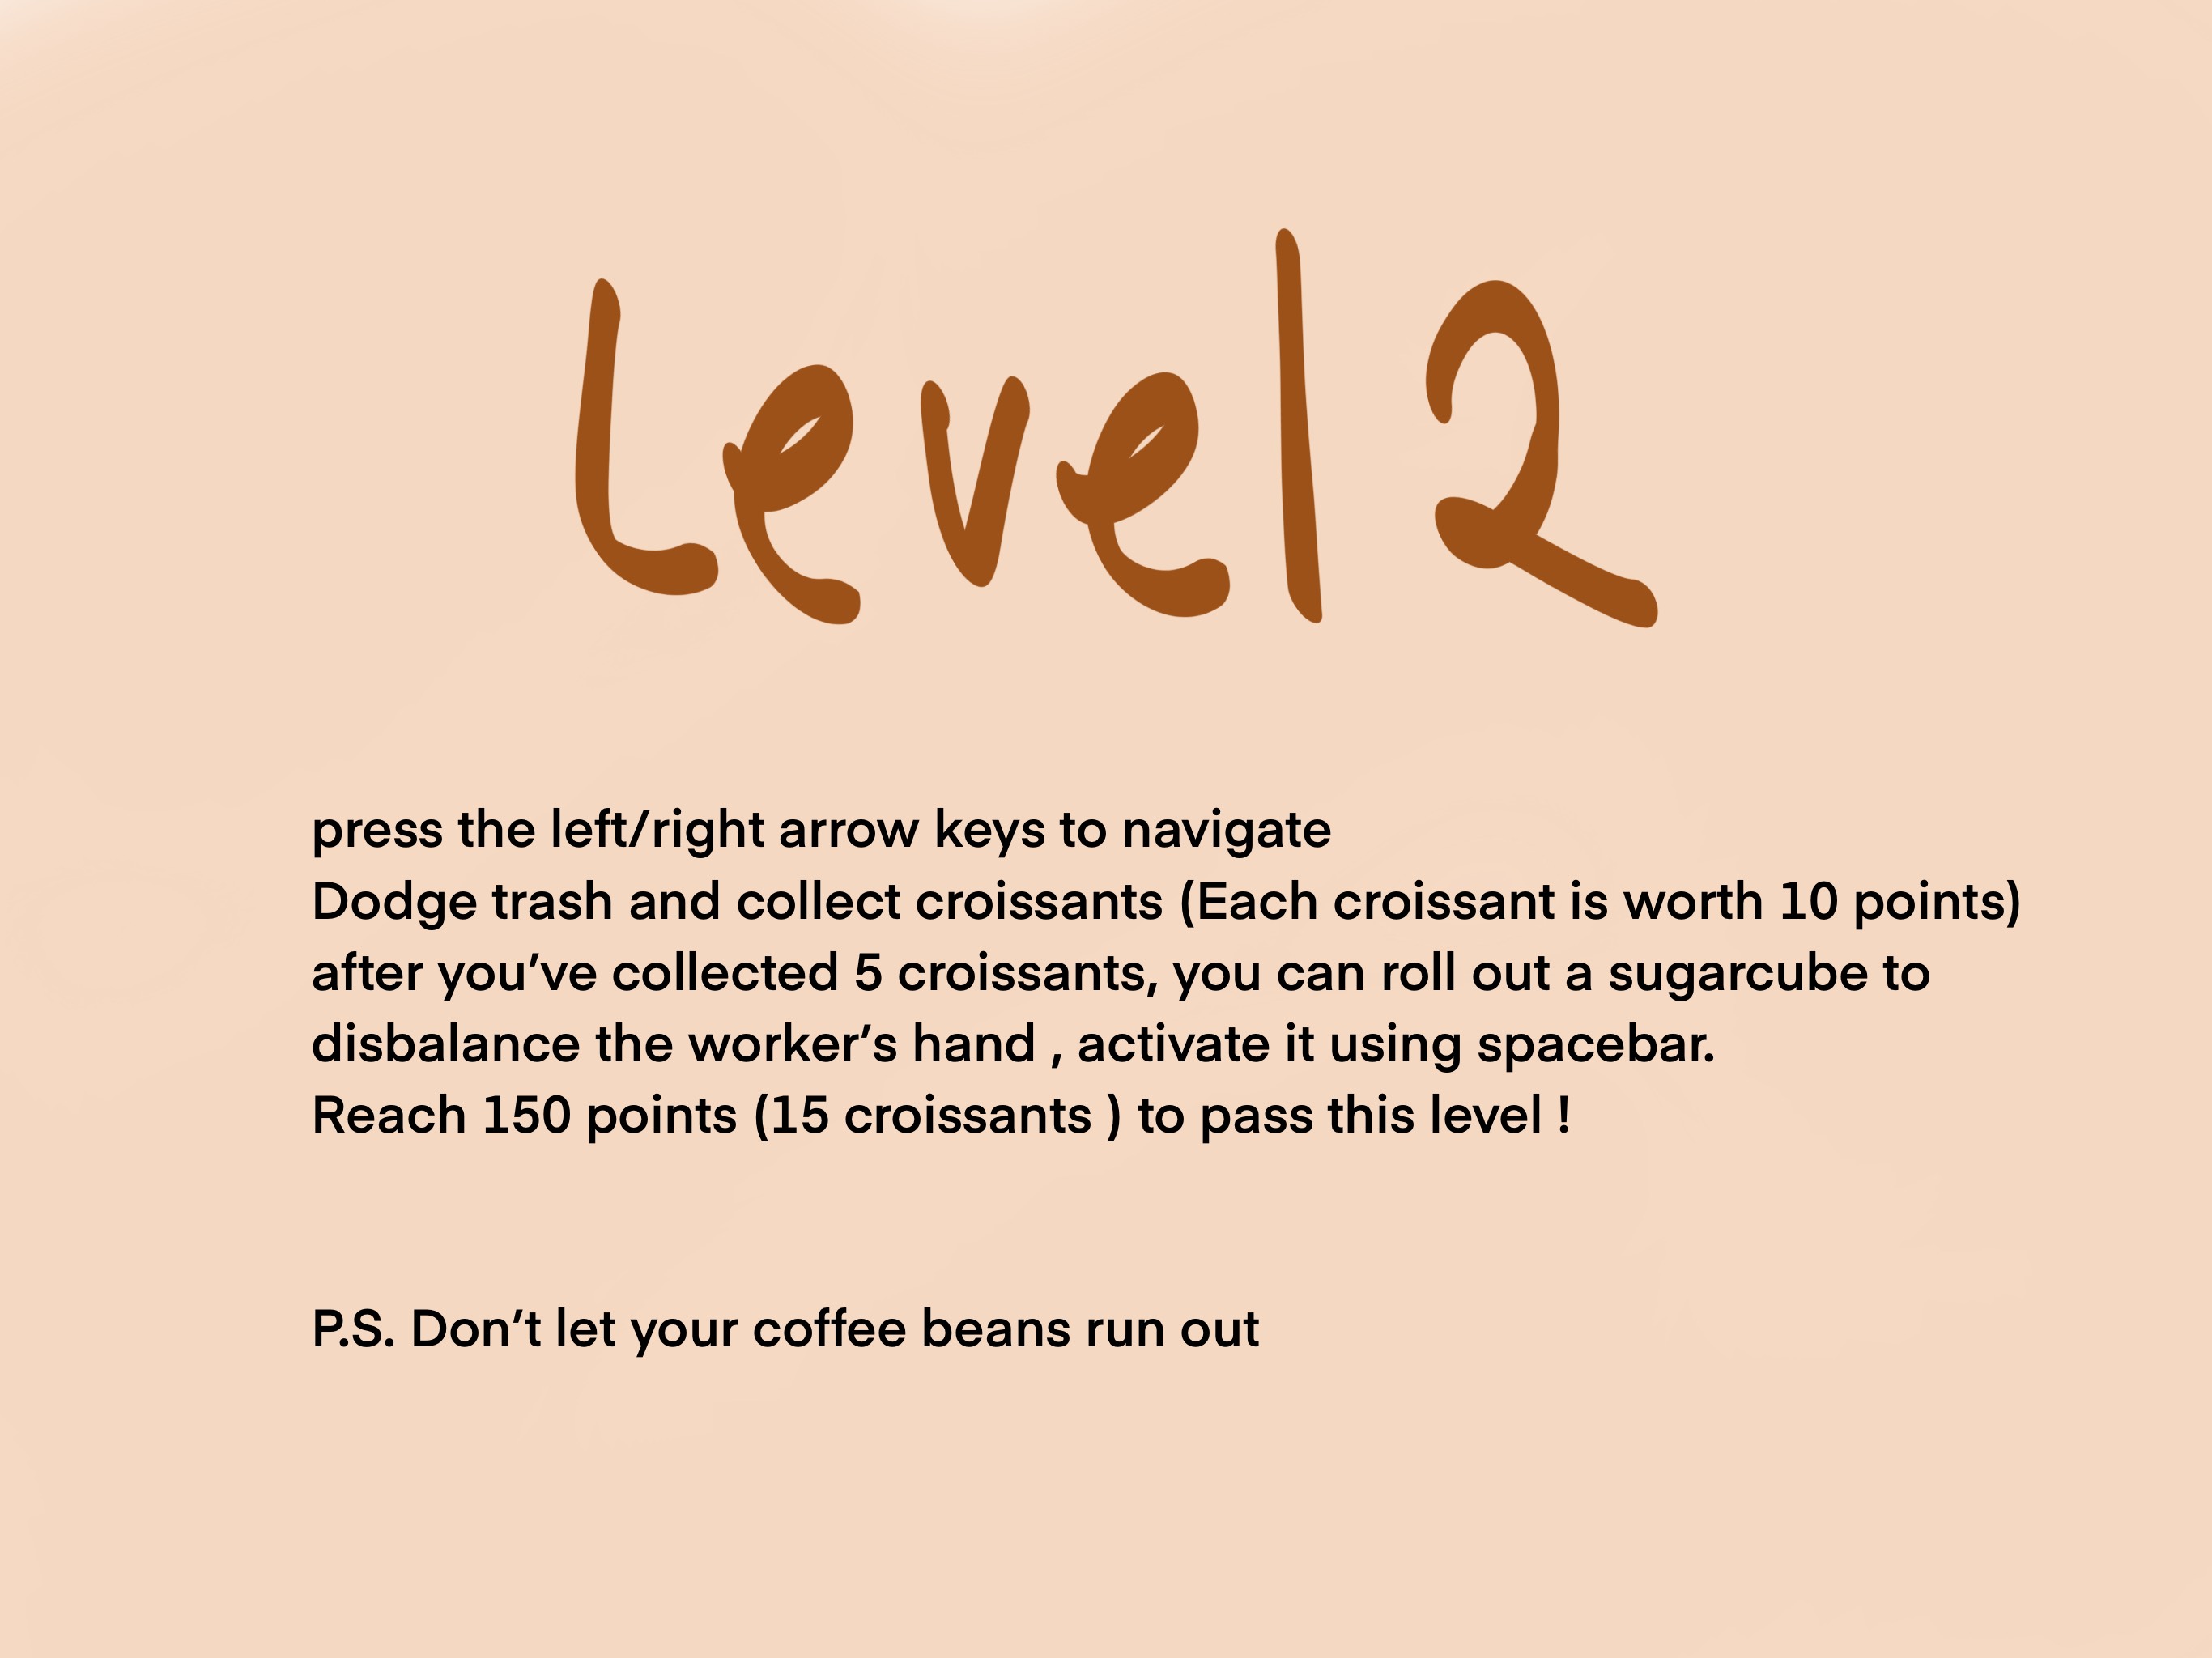 Level 2
press the left/right arrow keys to navigate
Dodge trash and collect croissants (Each croissant is worth 10 points)
after you’ve collected 5 croissants, you can roll out a sugarcube to
disbalance the worker’s hand , activate it using spacebar.
Reach 150 points (15 croissants ) to pass this level !
P.S. Don’t let your coffee beans run out